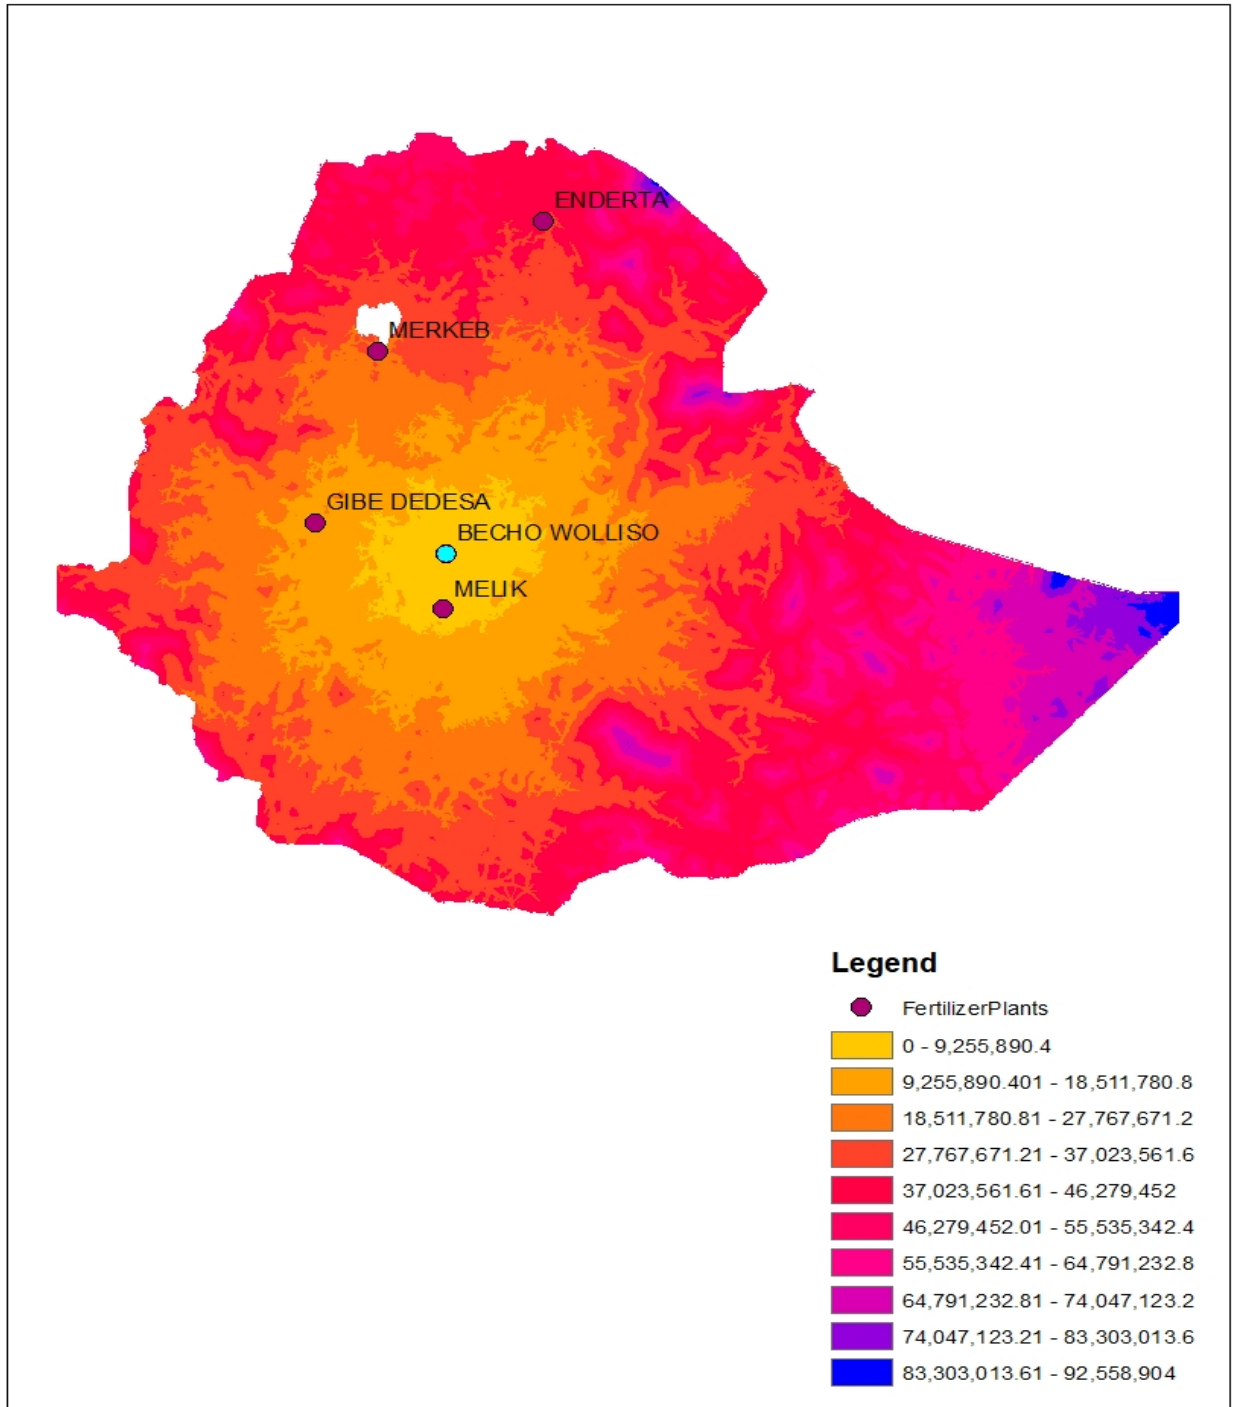 ENDERTA
MERKEB
GIBE DEDESA
BECHO WOLLISO
MELIK
Legend
FertilizerPlants
0 - 9,255,890.4
9,255,890.401 - 18,511,780.8
18,511,780.81 - 27,767,671.2
27,767,671.21 - 37,023,561.6
37,023,561.61 - 46,279,452
46,279,452.01 - 55,535,342.4
55,535,342.41 - 64,791,232.8
64,791,232.81 - 74,047,123.2
74,047,123.21 - 83,303,013.6
83,303,013.61 - 92,558,904